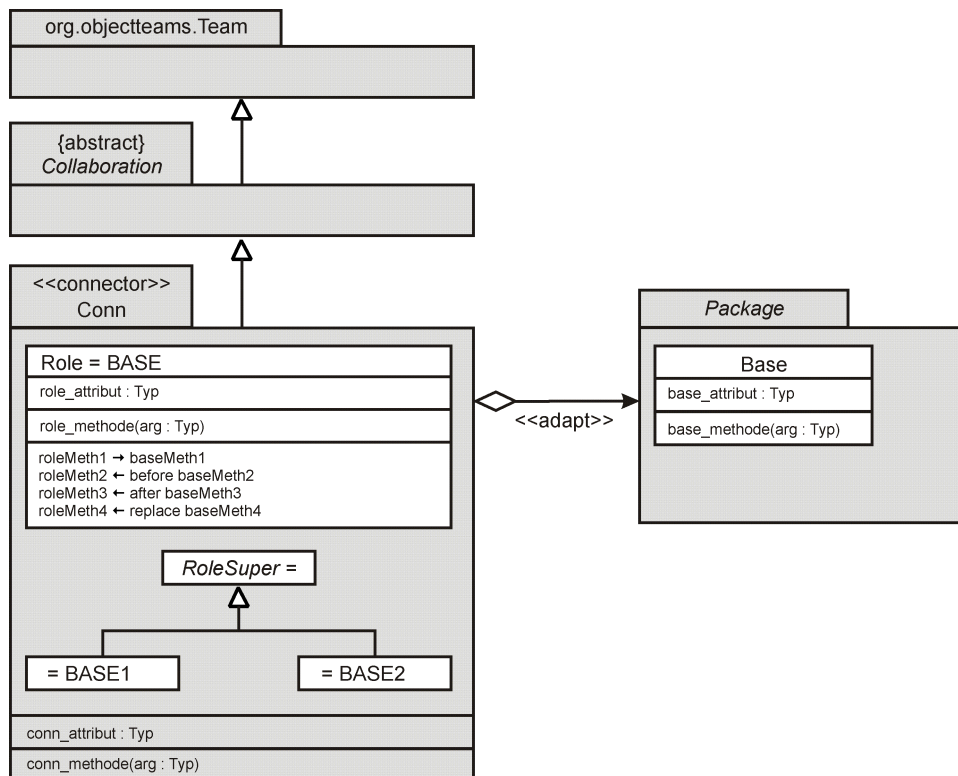 org.objectteams.Team
{abstract}
Collaboration
<<connector>>
Conn
Role = BASE
role_attribut : Typ
role_methode(arg : Typ)
roleMeth1 → baseMeth1
roleMeth2 ← before baseMeth2
roleMeth3 ← after baseMeth3
roleMeth4 ← replace baseMeth4
RoleSuper =
= BASE1
= BASE2
conn_attribut : Typ
conn_methode(arg : Typ)
<<adapt>>
Package
Base
base_attribut : Typ
base_methode(arg : Typ)